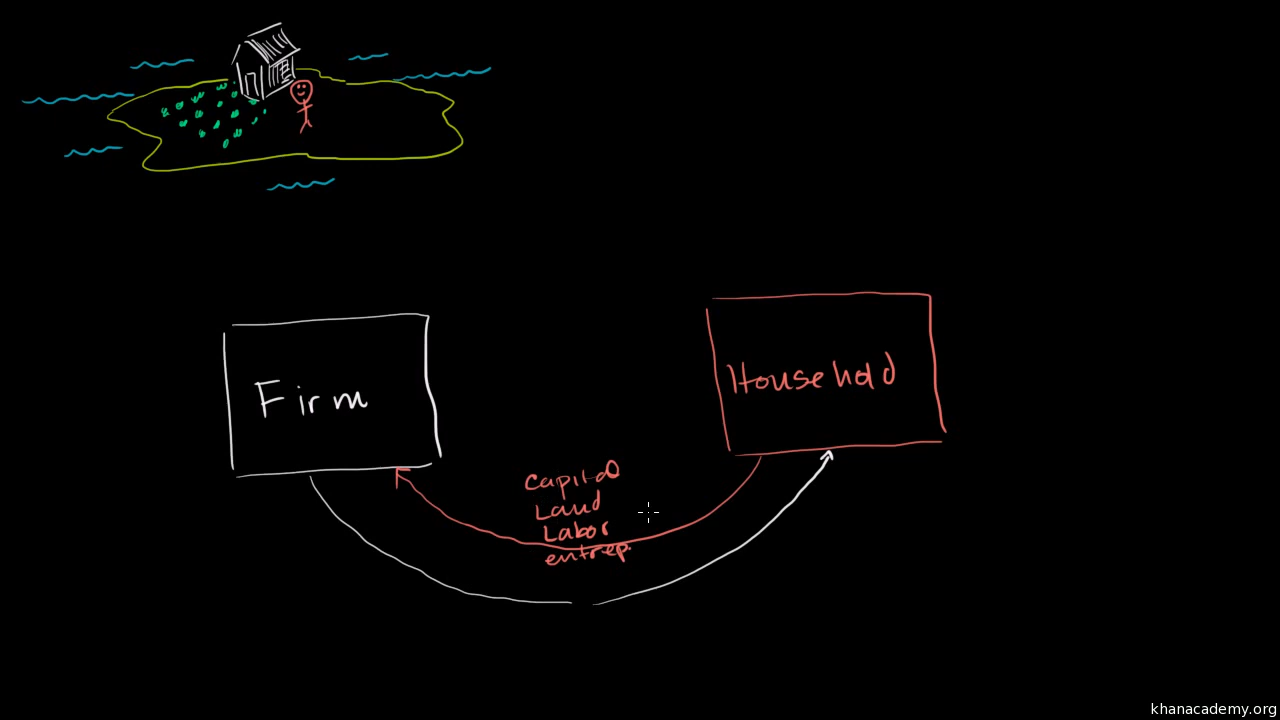 Firm
Household
Capital
Land
Labor
entrep.
khanacademy.org